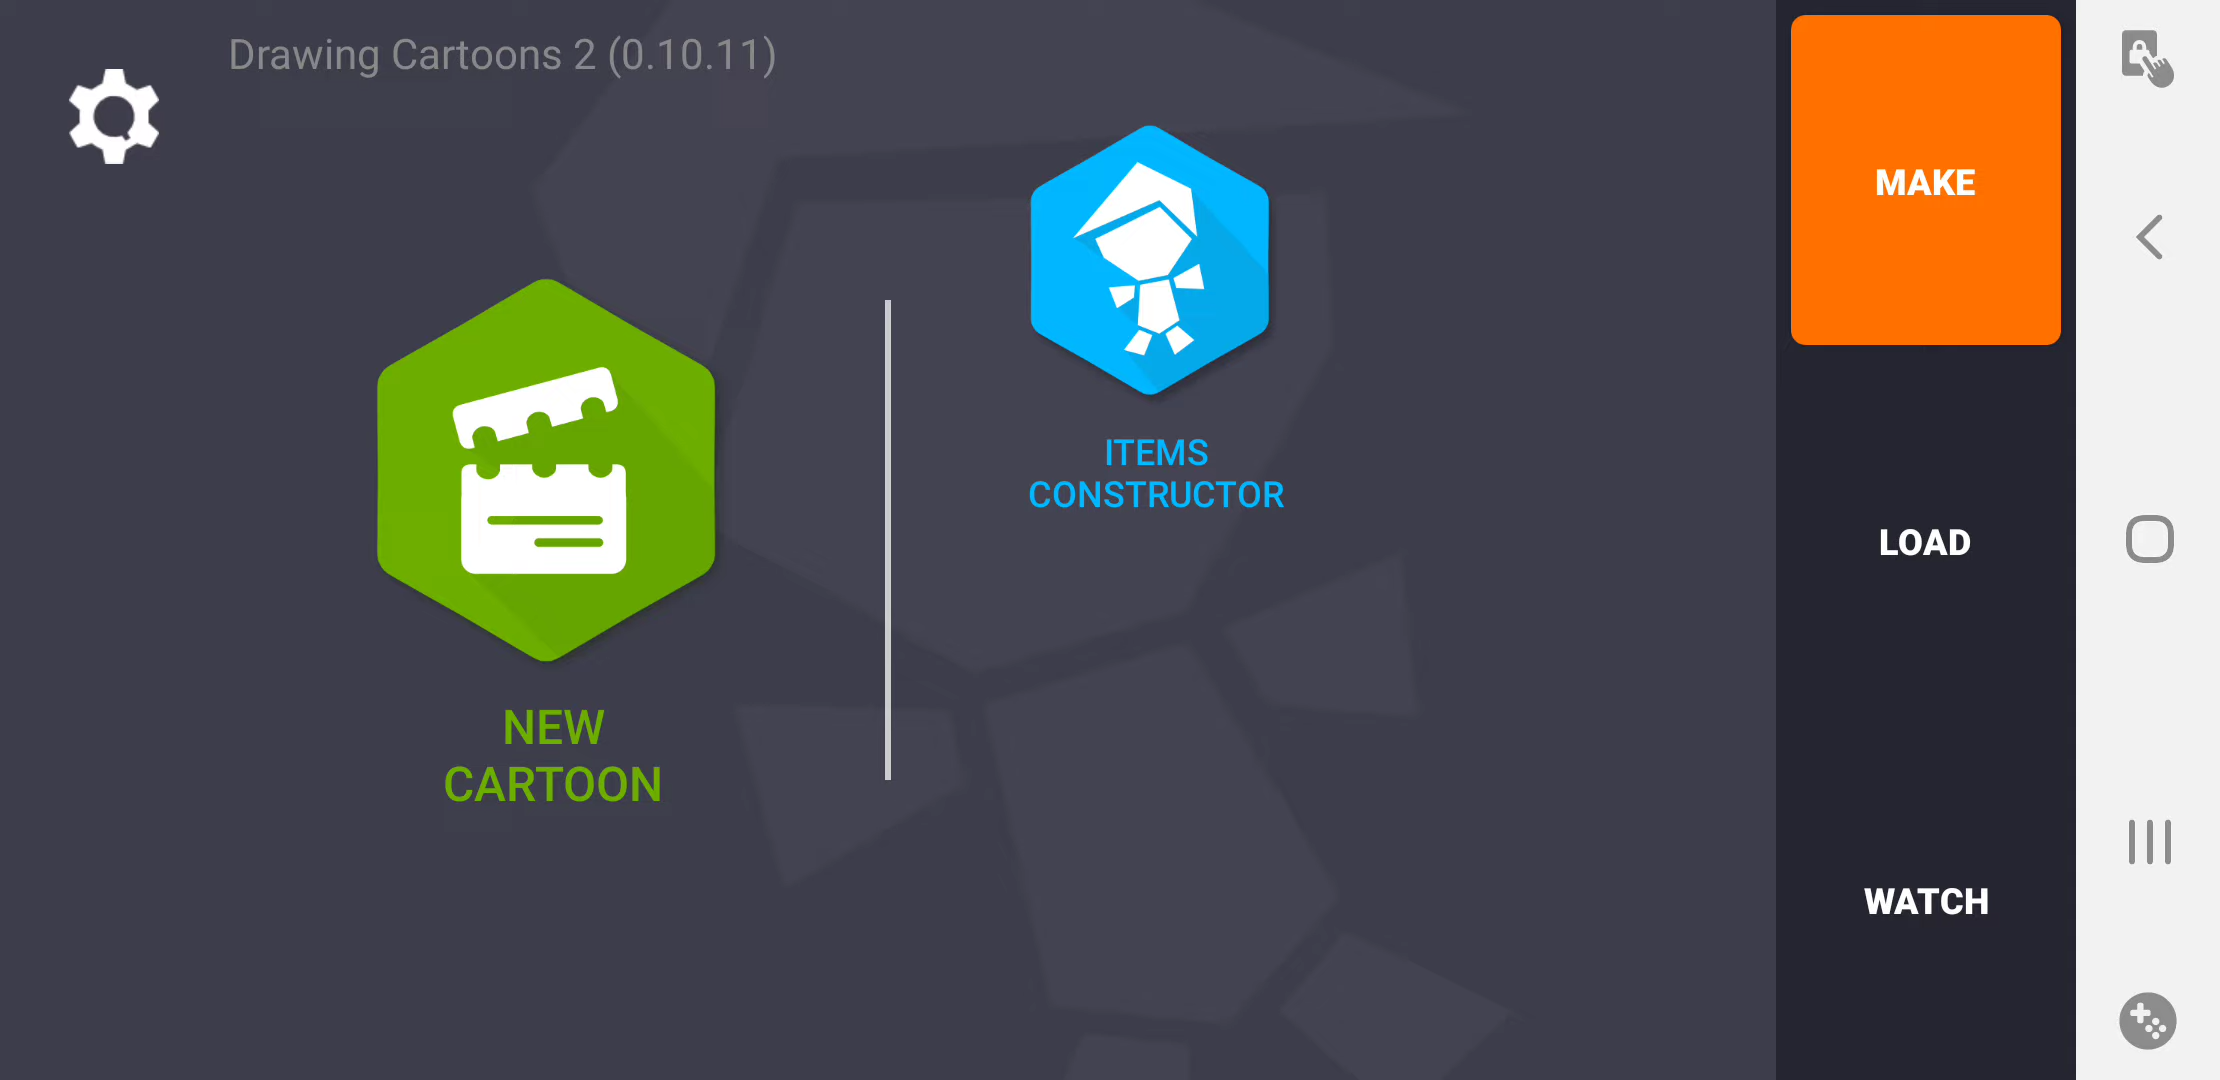 Drawing Cartoons 2 (0.10.11)
NEW
CARTOON
ITEMS
CONSTRUCTOR
MAKE
LOAD
WATCH